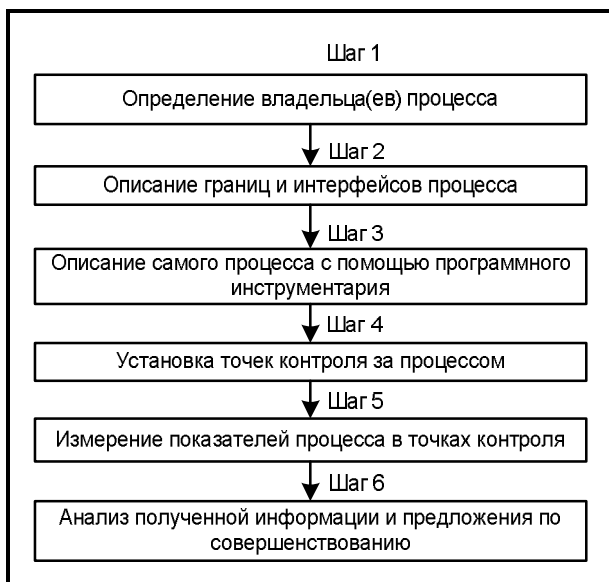 Шаг 1
Определение владельца(ев) процесса
Шаг 2
Описание границ и интерфейсов процесса
Шаг 3
Описание самого процесса с помощью программного
инструментария
Шаг 4
Установка точек контроля за процессом
Шаг 5
Измерение показателей процесса в точках контроля
Шаг 6
Анализ полученной информации и предложения по
совершенствованию